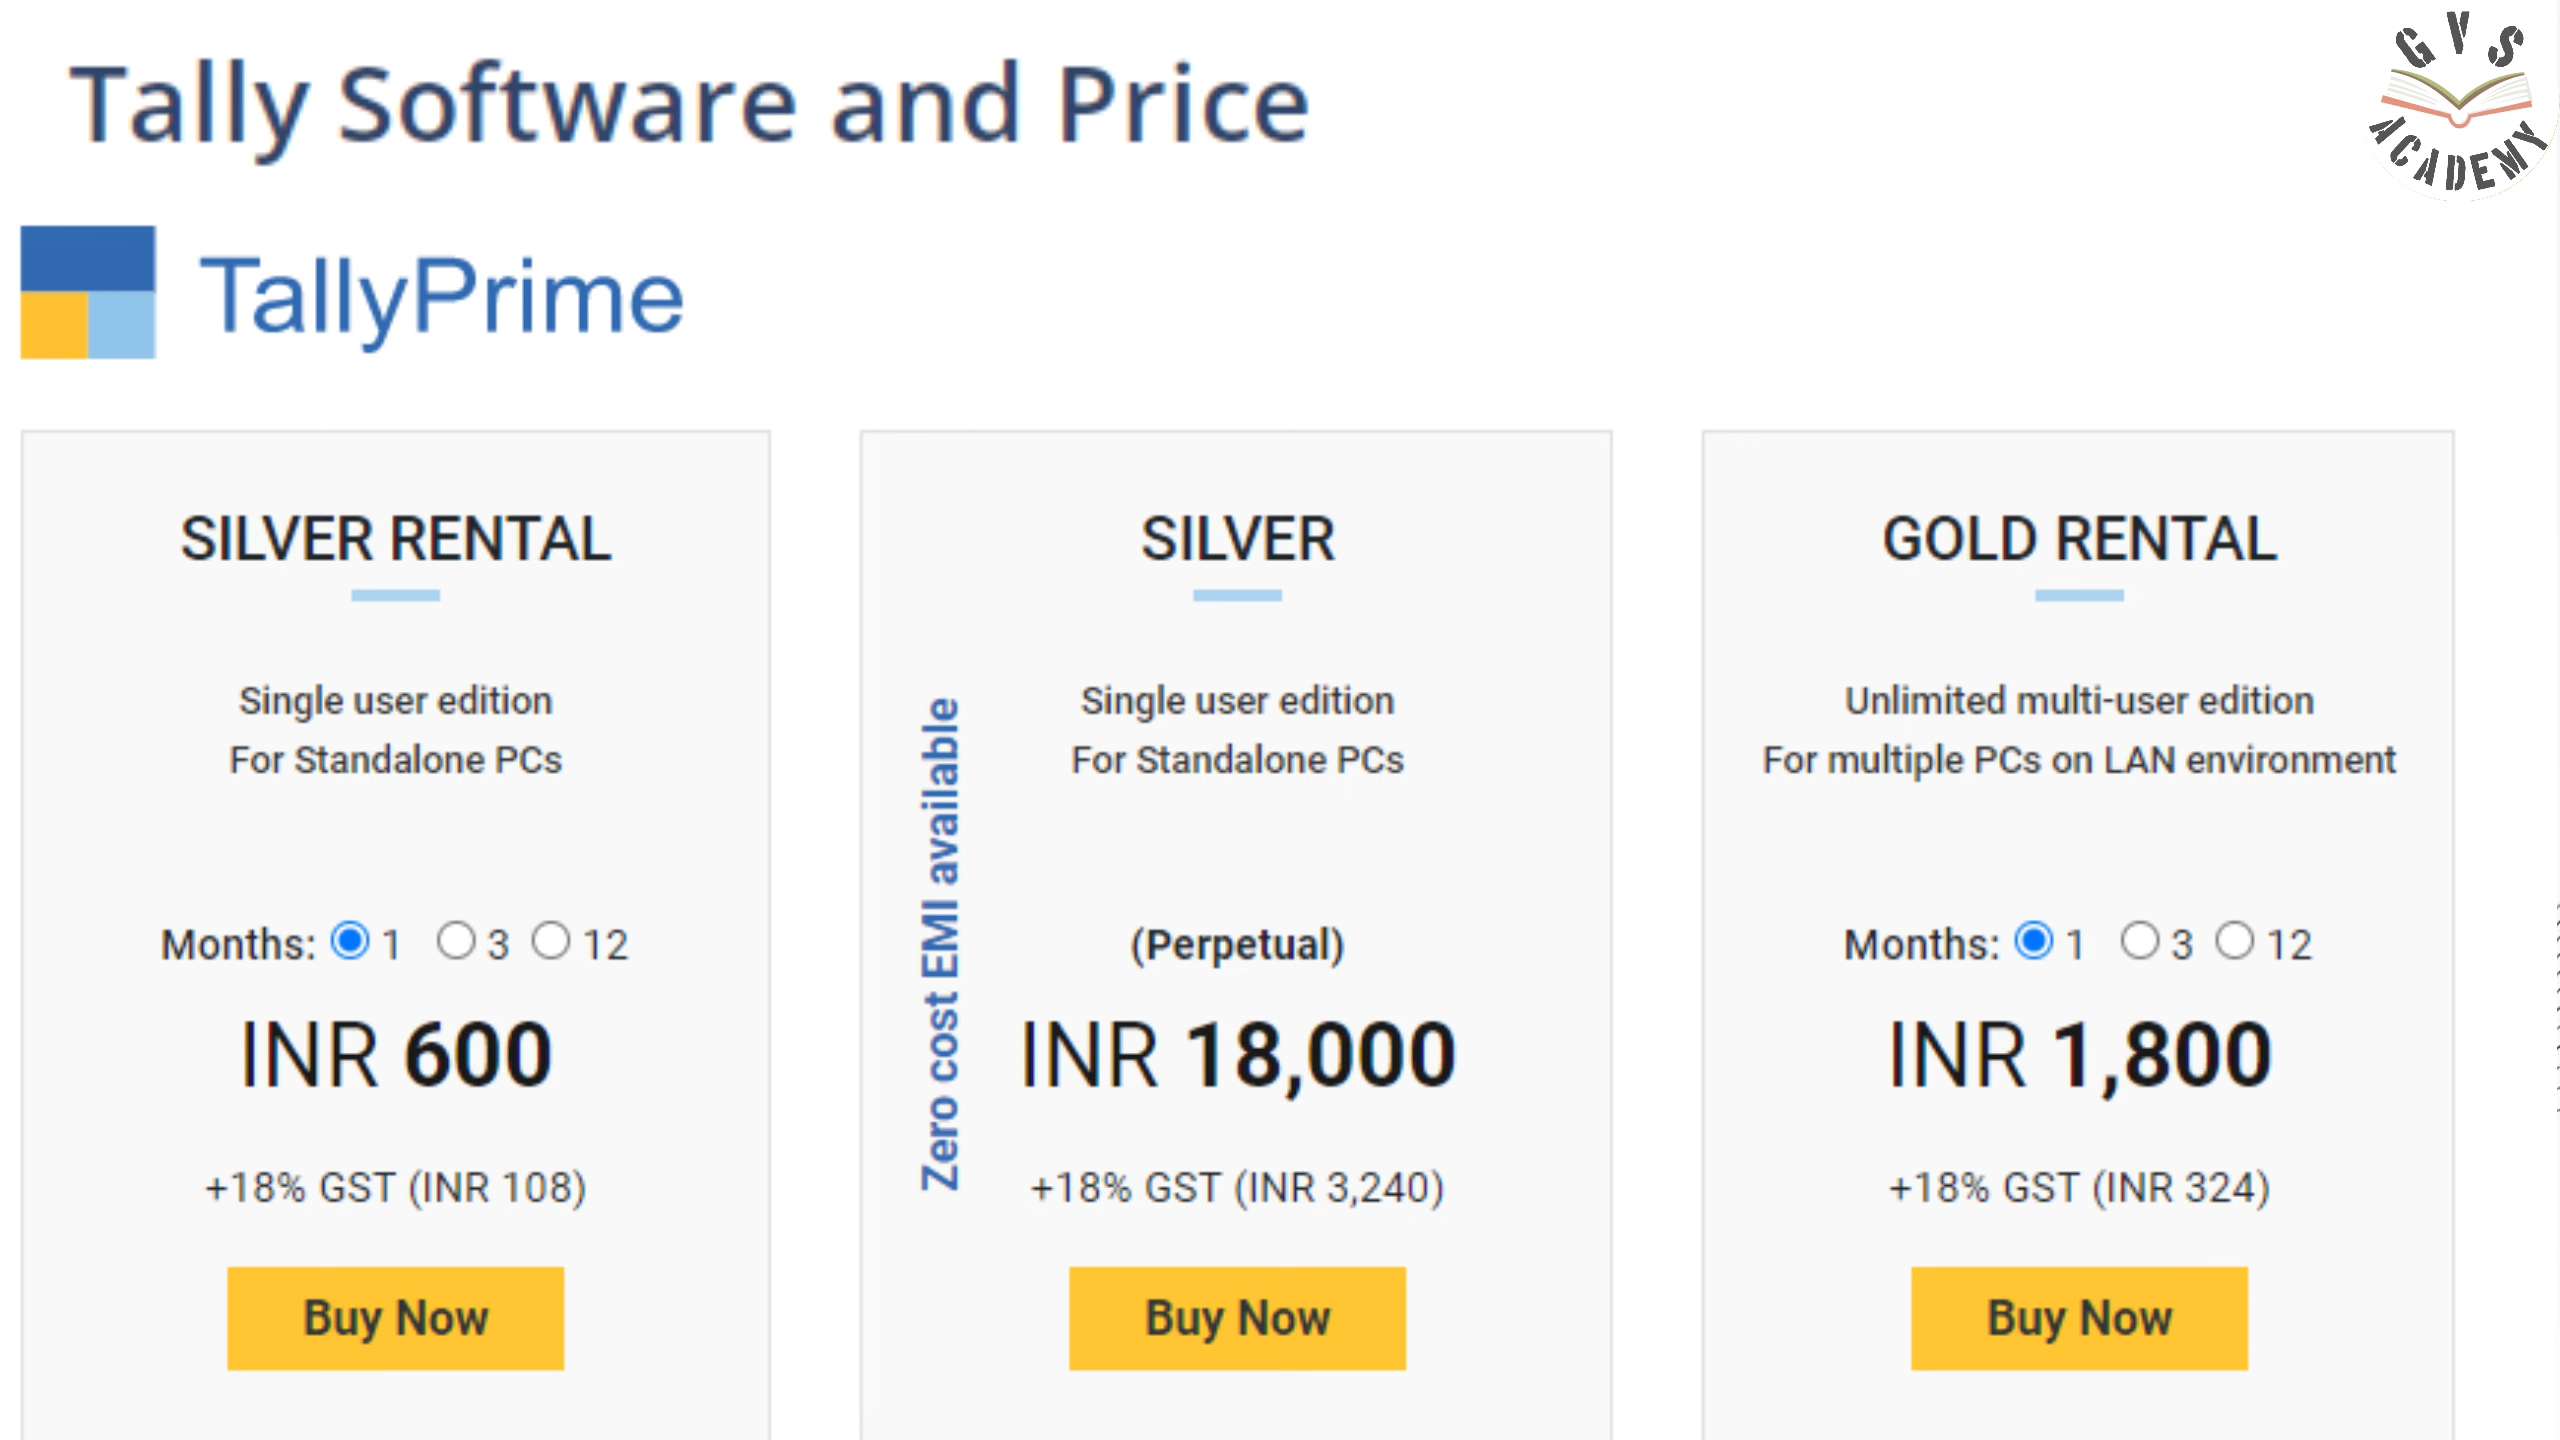 Tally Software and Price
GVS
ACADEMY
TallyPrime
SILVER RENTAL
Single user edition
For Standalone PCs
Months: 1 3 12
INR 600
+18% GST (INR 108)
Buy Now
SILVER
Zero cost EMI available
Single user edition
For Standalone PCs
(Perpetual)
INR 18,000
+18% GST (INR 3,240)
Buy Now
GOLD RENTAL
Unlimited multi-user edition
For multiple PCs on LAN environment
Months: 1 3 12
INR 1,800
+18% GST (INR 324)
Buy Now